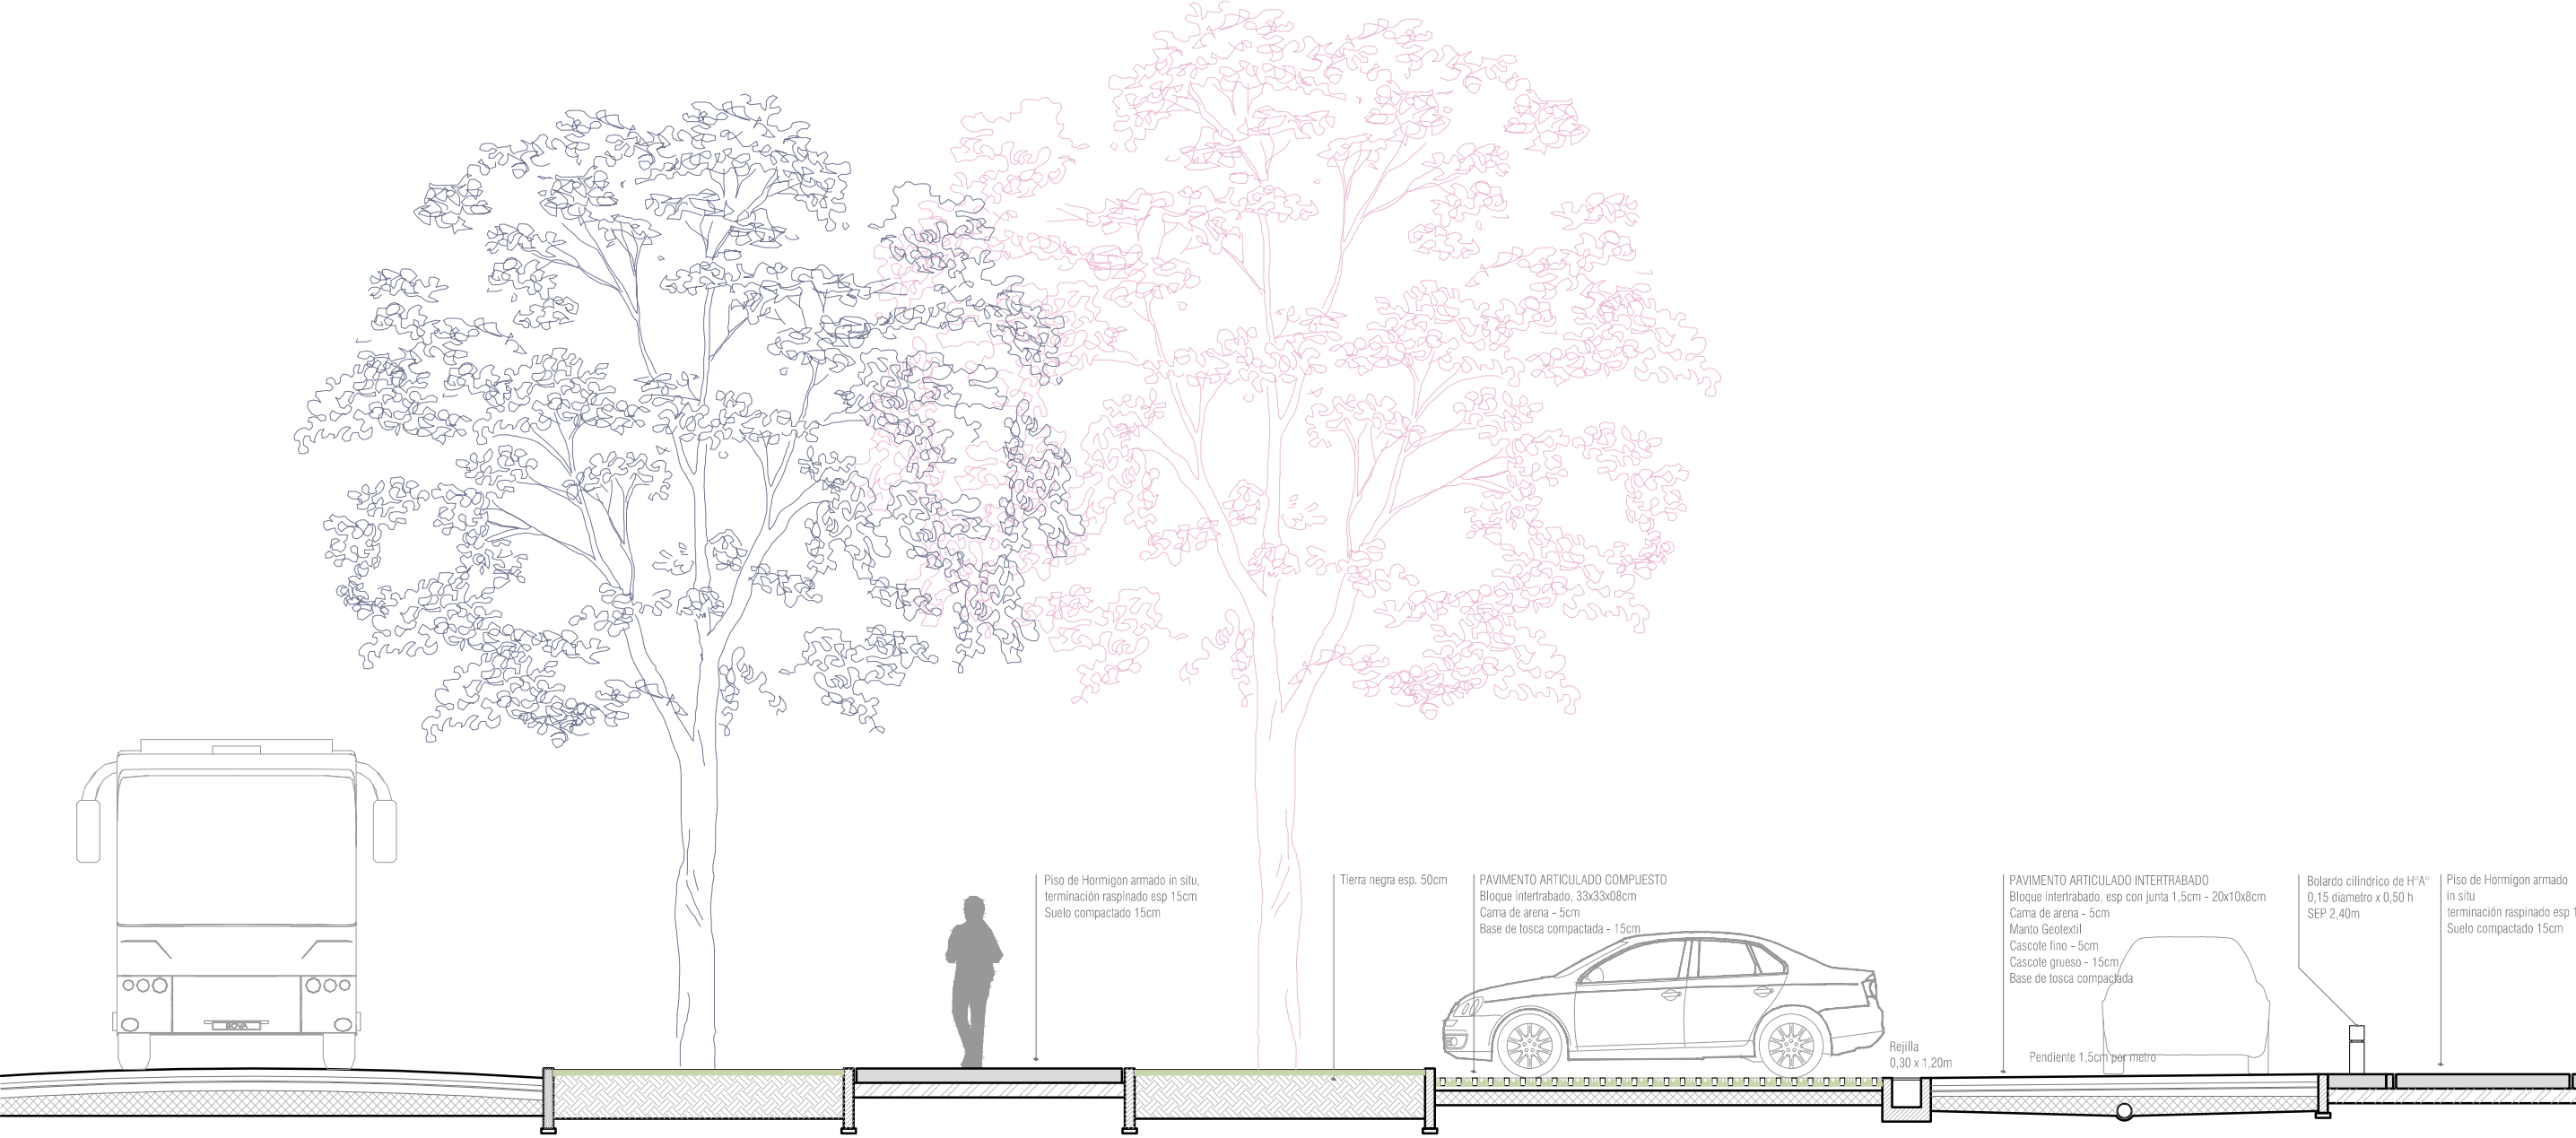 Piso de Hormigon armado in situ,
terminación raspinado esp 15cm
Suelo compactado 15cm
Tierra negra esp. 50cm
PAVIMENTO ARTICULADO COMPUESTO
Bloque intertrabado, 33x33x08cm
Cama de arena - 5cm
Base de tosca compactada - 15cm
PAVIMENTO ARTICULADO INTERTRABADO
Bloque intertrabado, esp con junta 1,5cm - 20x10x8cm
Cama de arena - 5cm
Manto Geotextil
Cascote fino - 5cm
Cascote grueso - 15cm
Base de tosca compactada
Bolardo cilindrico de H°A°
0,15 diametro x 0,50 h
SEP 2,40m
Piso de Hormigon armado
in situ
terminación raspinado esp 1
Suelo compactado 15cm
Rejilla
0,30 x 1,20m
Pendiente 1,5cm por metro
BOVA